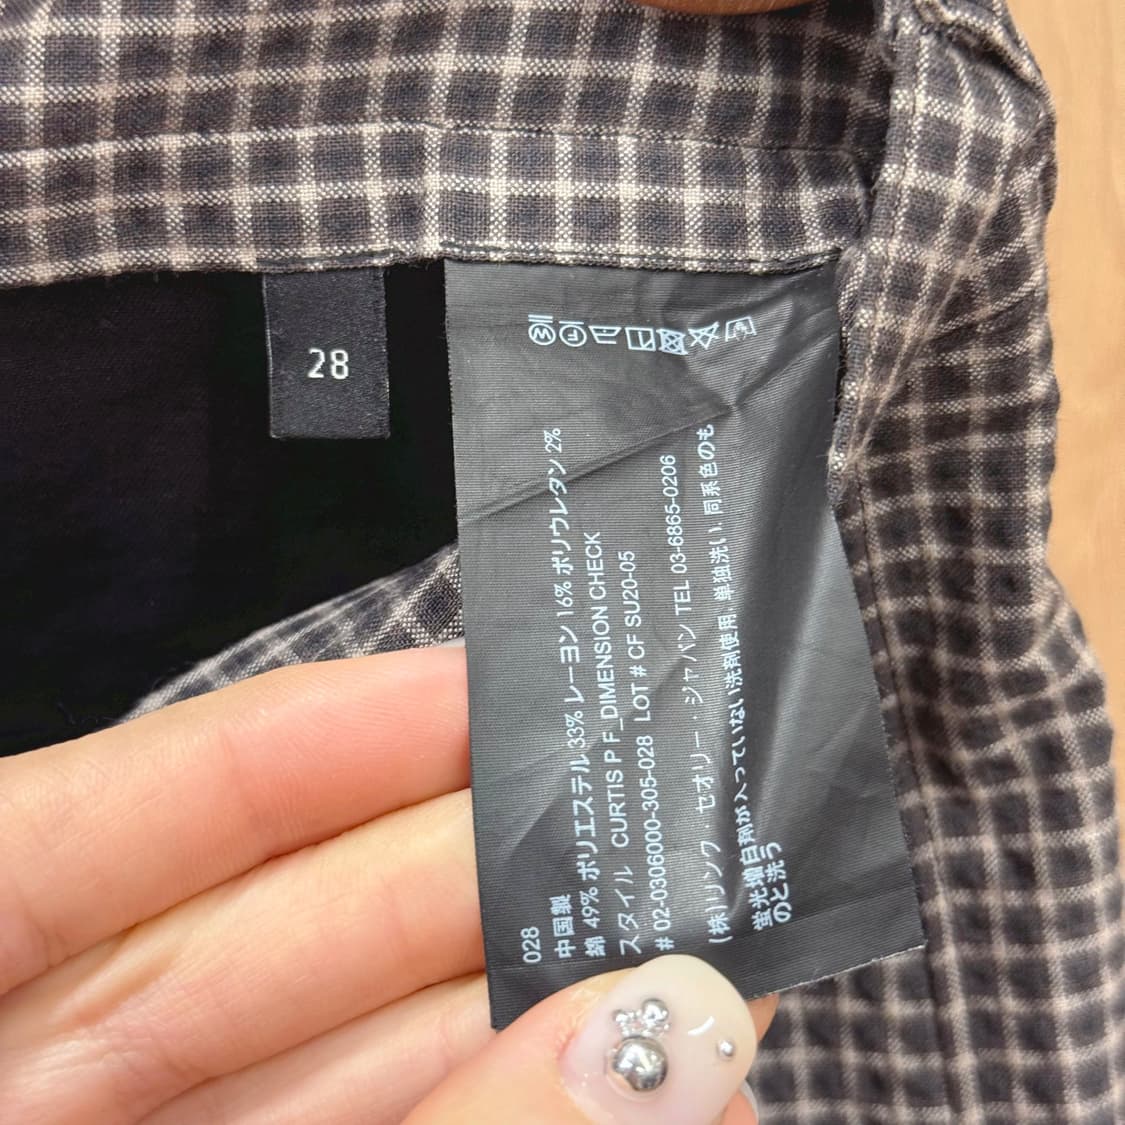 28
028
中国製
綿 49% ポリエステル 33% レーヨン 16% ポリウレタン 2%
スタイル CURTIS P F_DIMENSION CHECK
# 02-0306000-305-028 LOT # CF SU20-05
(株)リンク・セオリー・ジャパン TEL 03-6865-0206
蛍光増白剤が入っていない洗剤使用. 単独洗い. 同系色のも
のと洗う